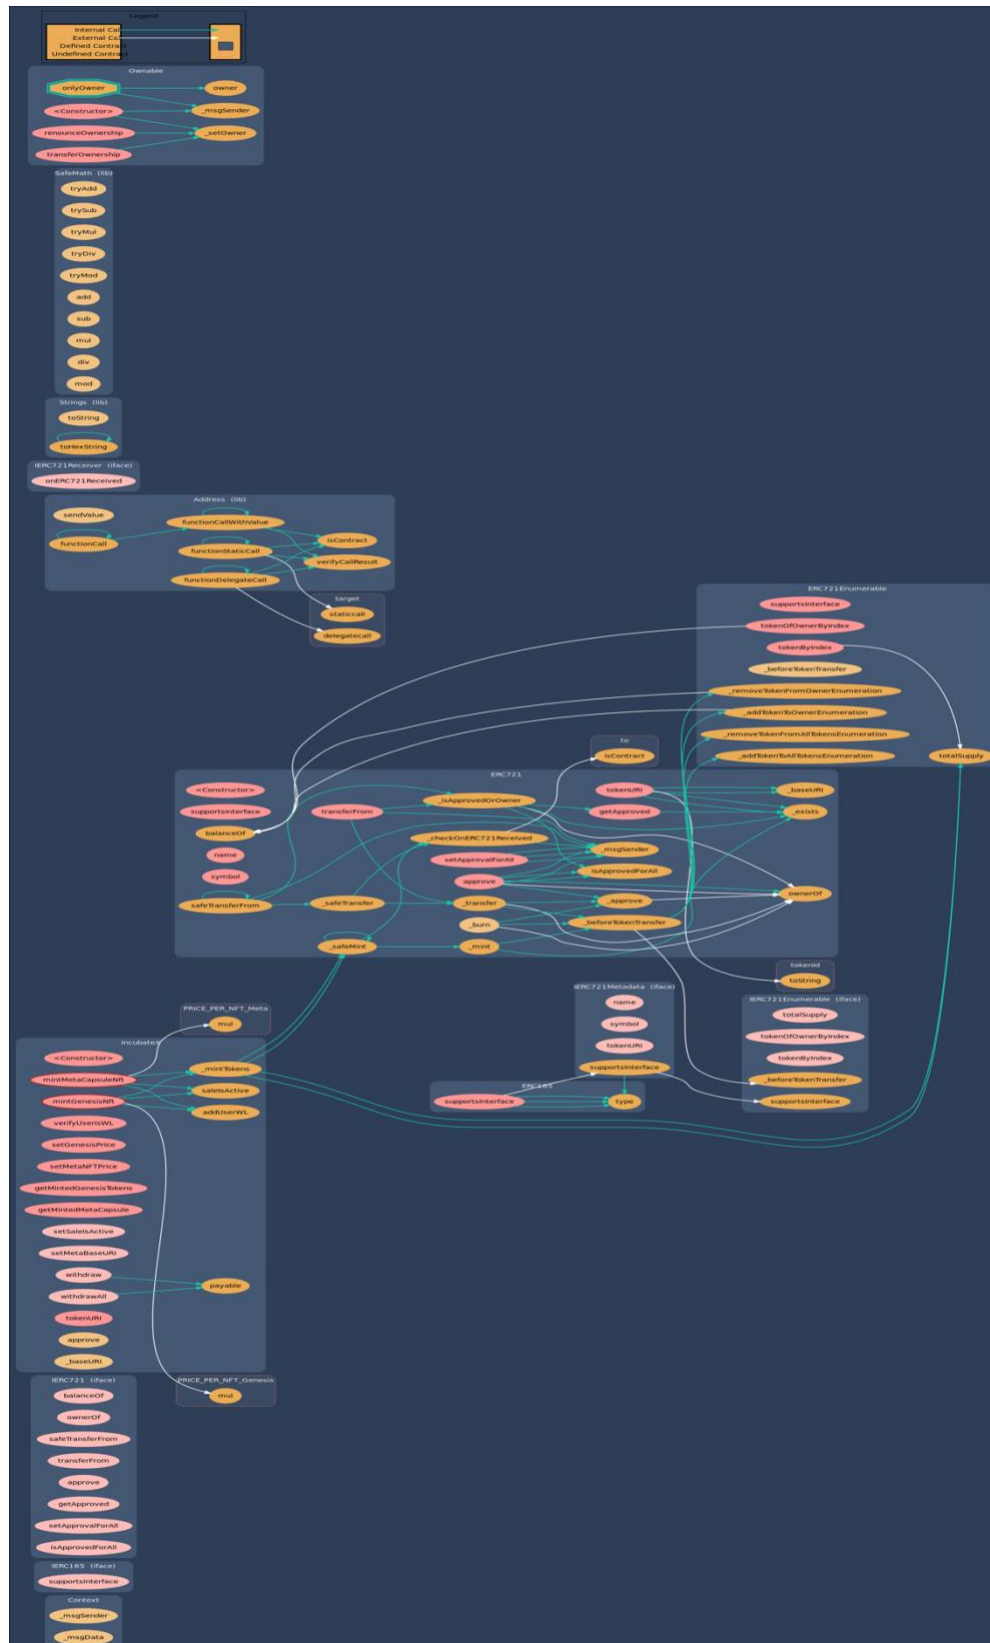 Legend
Internal Cal
External Ca
Defined Contract
Undefined Contract
Ownable
onlyOwner
owner
<Constructor>
_msgSender
renounceOwnership
_setOwner
transferOwnership
SafeMath (lib)
tryAdd
trySub
tryMul
tryDiv
tryMod
add
sub
mul
div
mod
Strings (lib)
toString
toHexString
IERC721Receiver (iface)
onERC721Received
Address (lib)
sendValue
functionCallWithValue
functionCall
isContract
functionStaticCall
verifyCallResult
functionDelegateCall
target
staticcall
delegatecall
ERC721Enumerable
supportsInterface
tokenOfOwnerByIndex
tokenByIndex
_beforeTokenTransfer
_removeTokenFromOwnerEnumeration
_addTokenToOwnerEnumeration
_removeTokenFromAllTokensEnumeration
_addTokenToAllTokensEnumeration
totalSupply
to
isContract
ERC721
<Constructor>
supportsInterface
balanceOf
name
symbol
safeTransferFrom
transferFrom
_safeTransfer
_safeMint
_isApprovedOrOwner
_checkOnERC721Received
setApprovalForAll
approve
_transfer
_burn
_mint
tokenURI
getApproved
_msgSender
isApprovedForAll
_approve
_beforeTokenTransfer
_baseURI
_exists
ownerOf
tokenId
toString
IERC721Metadata (iface)
name
symbol
tokenURI
supportsInterface
IERC721Enumerable (iface)
totalSupply
tokenOfOwnerByIndex
tokenByIndex
_beforeTokenTransfer
supportsInterface
ERC165
supportsInterface
type
PRICE_PER_NFT_Meta
mul
IncubateX
<Constructor>
mintMetaCapsuleNft
mintGenesisNft
verifyUserisWL
setGenesisPrice
setMetaNFTPrice
getMintedGenesisTokens
getMintedMetaCapsule
setSaleIsActive
setMetaBaseURI
withdraw
withdrawAll
tokenURI
approve
_baseURI
_mintTokens
saleIsActive
addUserWL
payable
PRICE_PER_NFT_Genesis
mul
IERC721 (iface)
balanceOf
ownerOf
safeTransferFrom
transferFrom
approve
getApproved
setApprovalForAll
isApprovedForAll
IERC165 (iface)
supportsInterface
Context
_msgSender
_msgData